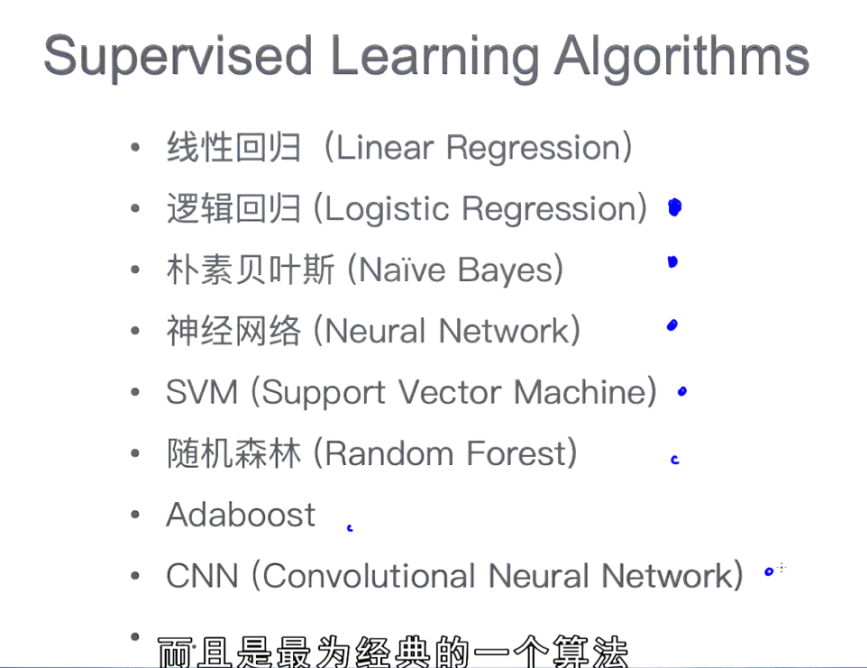 Supervised Learning Algorithms
• 线性回归（Linear Regression）
• 逻辑回归 (Logistic Regression)
• 朴素贝叶斯 (Naïve Bayes)
• 神经网络 (Neural Network)
• SVM (Support Vector Machine)
• 随机森林 (Random Forest)
• Adaboost
• CNN (Convolutional Neural Network)
• 而且是最为经典的一个算法